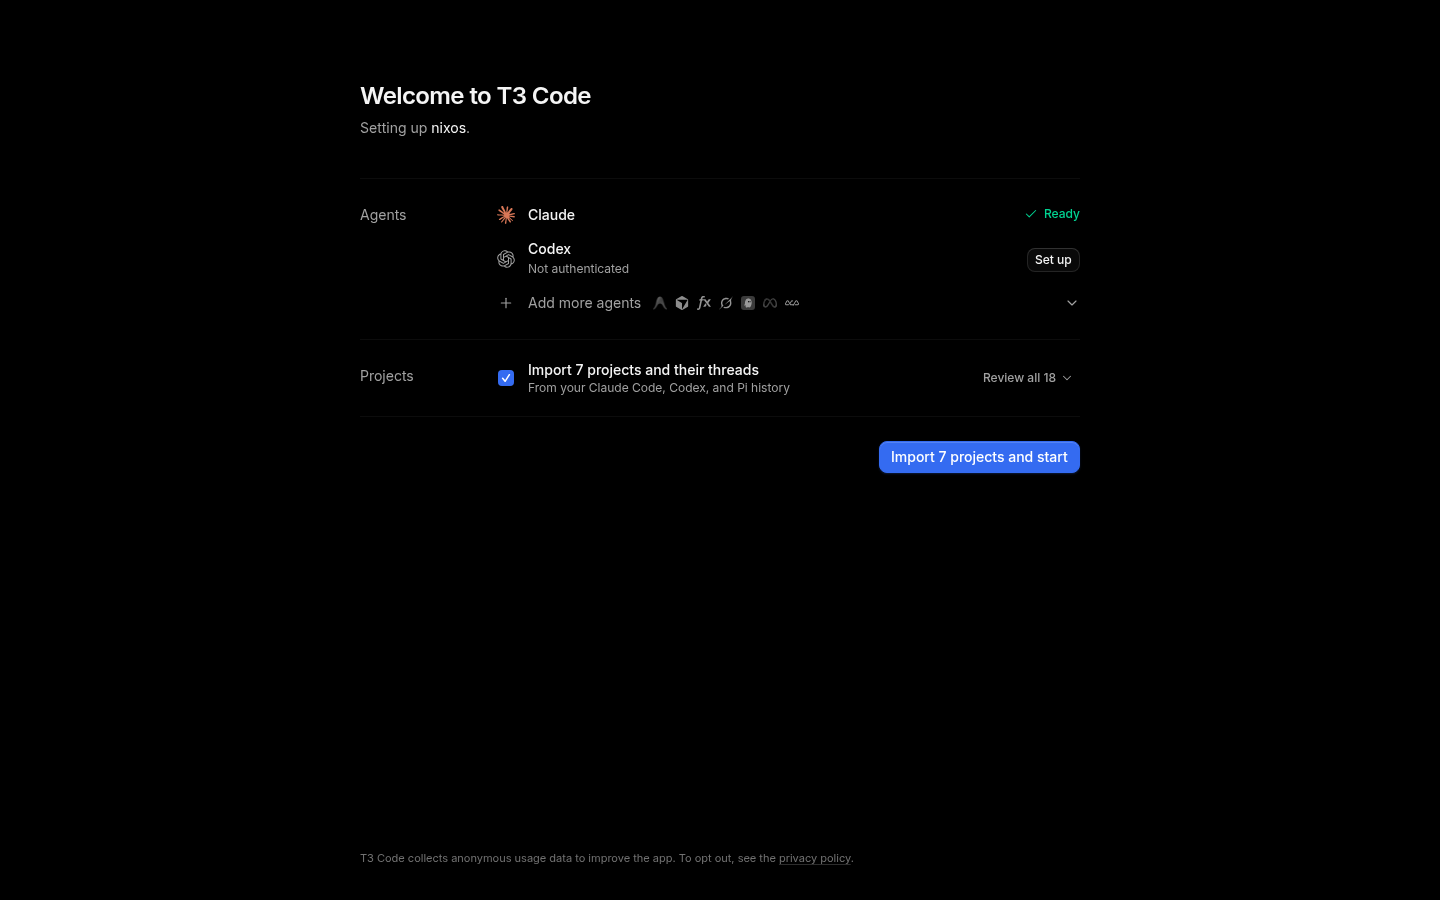 Welcome to T3 Code
Setting up nixos.
Agents
Claude
Ready
Codex
Not authenticated
Set up
Add more agents
Projects
Import 7 projects and their threads
From your Claude Code, Codex, and Pi history
Review all 18
Import 7 projects and start
T3 Code collects anonymous usage data to improve the app. To opt out, see the privacy policy.